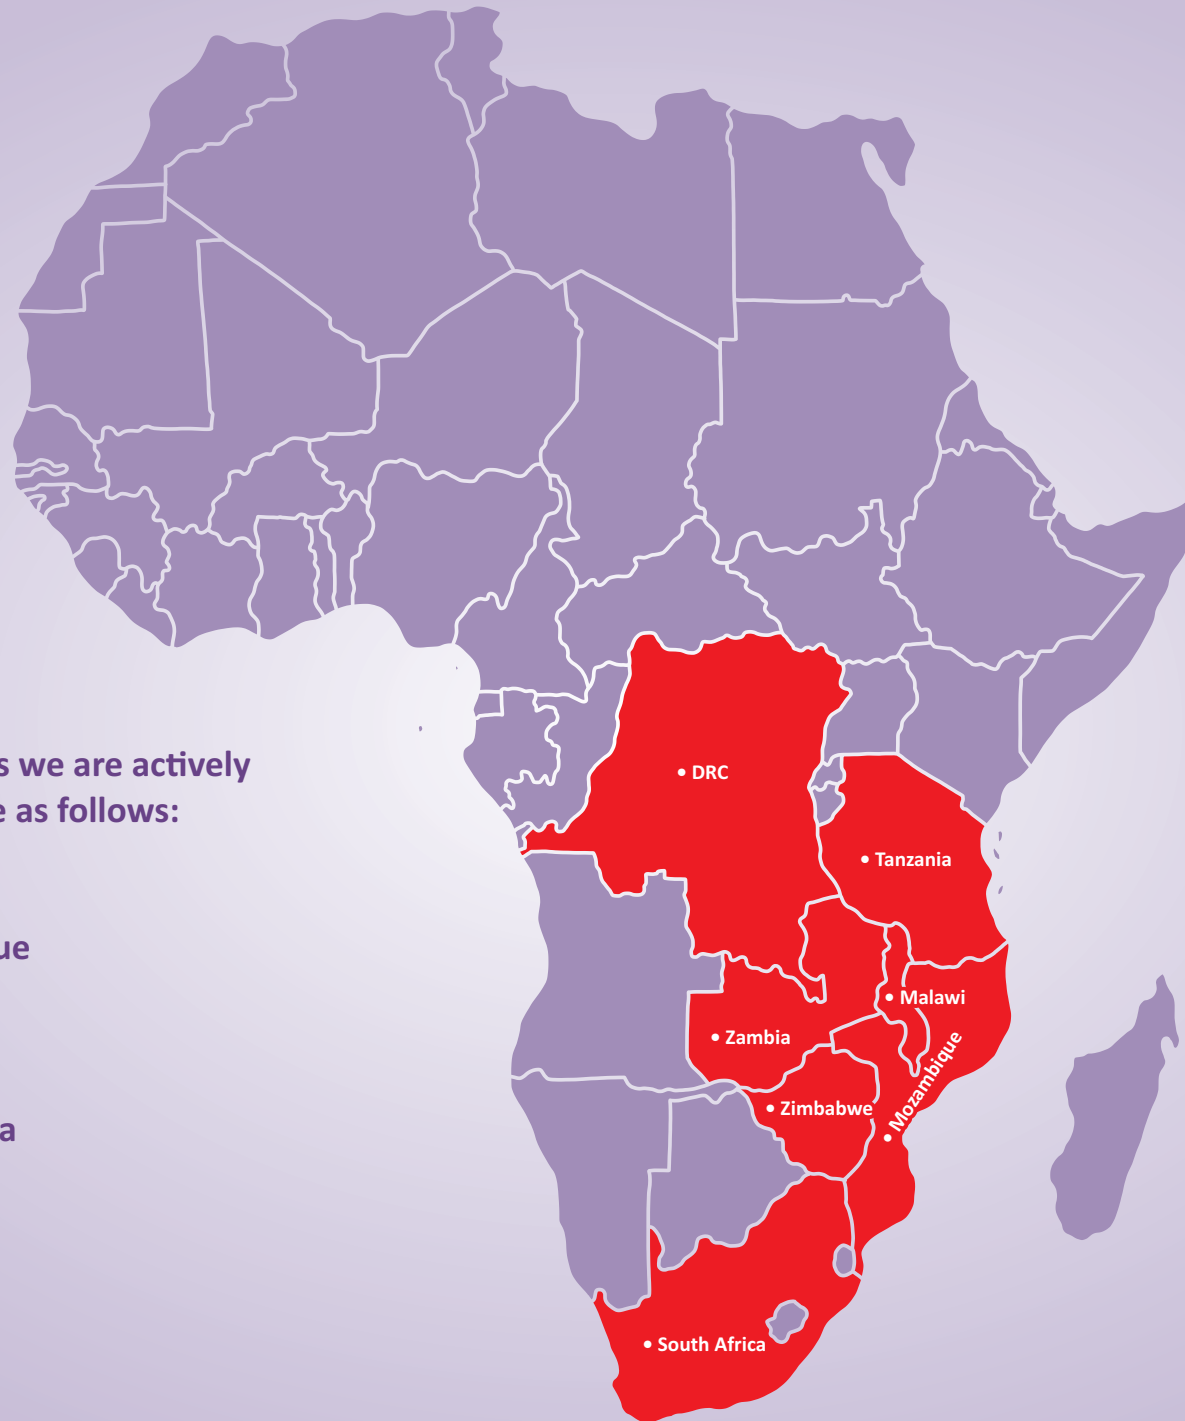 s we are actively
e as follows:
ue
a
• DRC
• Tanzania
• Malawi
• Zambia
• Mozambique
• Zimbabwe
• South Africa